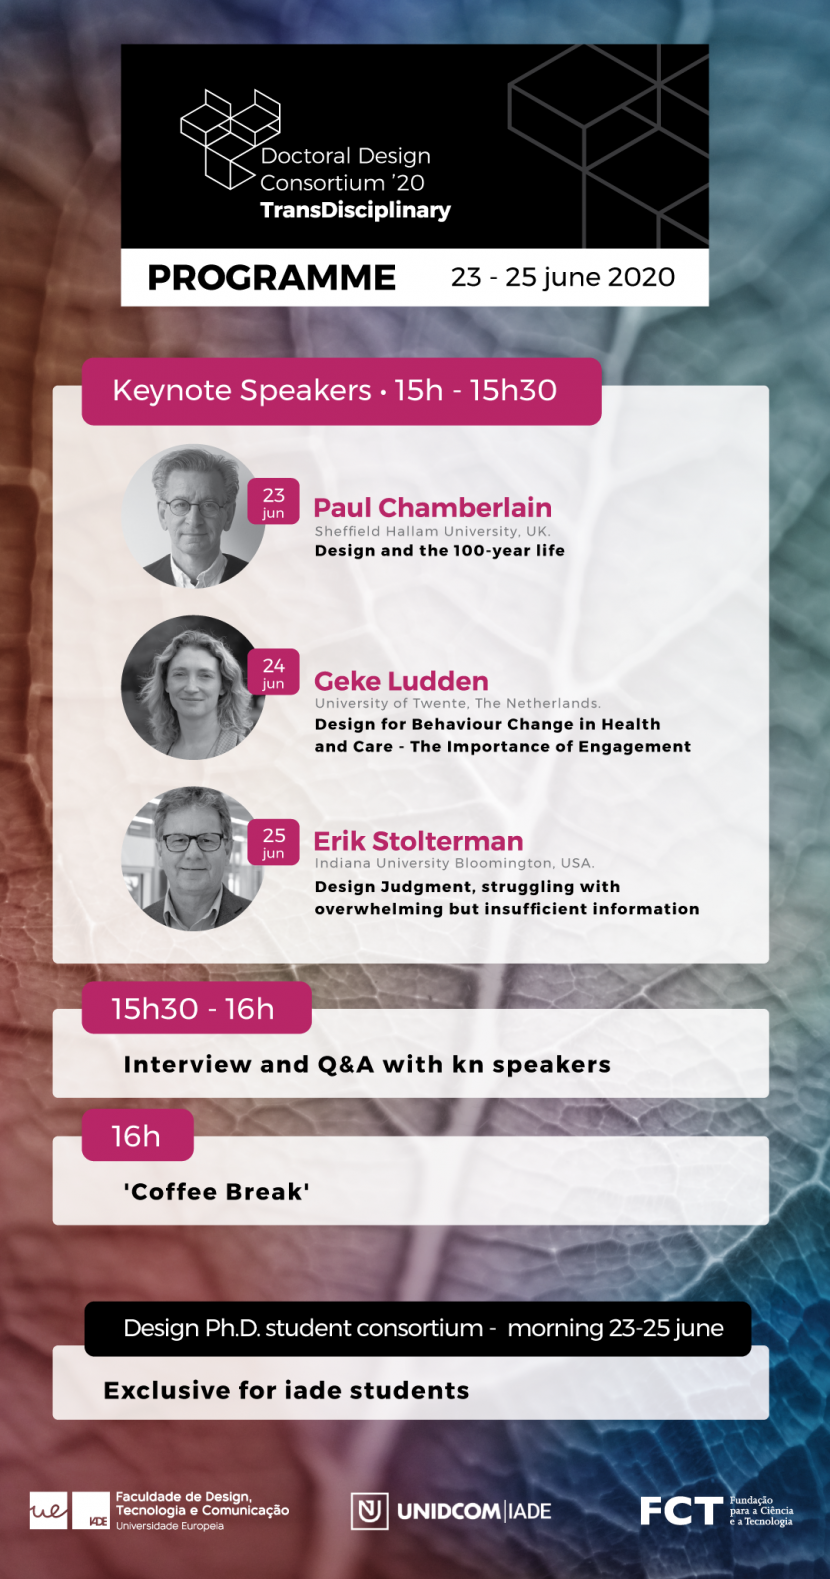 Doctoral Design
Consortium '20
TransDisciplinary
PROGRAMME 23 - 25 june 2020
Keynote Speakers • 15h - 15h30
23
jun
Paul Chamberlain
Sheffield Hallam University, UK.
Design and the 100-year life
24
jun
Geke Ludden
University of Twente, The Netherlands.
Design for Behaviour Change in Health
and Care - The Importance of Engagement
25
jun
Erik Stolterman
Indiana University Bloomington, USA.
Design Judgment, struggling with
overwhelming but insufficient information
15h30 - 16h
Interview and Q&A with kn speakers
16h
'Coffee Break'
Design Ph.D. student consortium - morning 23-25 june
Exclusive for iade students
ue IADE
Faculdade de Design,
Tecnologia e Comunicação
Universidade Europeia
UNIDCOM|IADE
FCT
Fundação
para a Ciência
e a Tecnologia